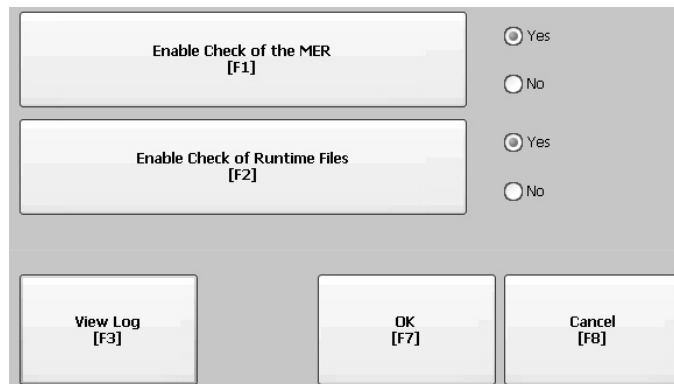 Enable Check of the MER
[F1]
Yes
No
Enable Check of Runtime Files
[F2]
Yes
No
View Log
[F3]
OK
[F7]
Cancel
[F8]